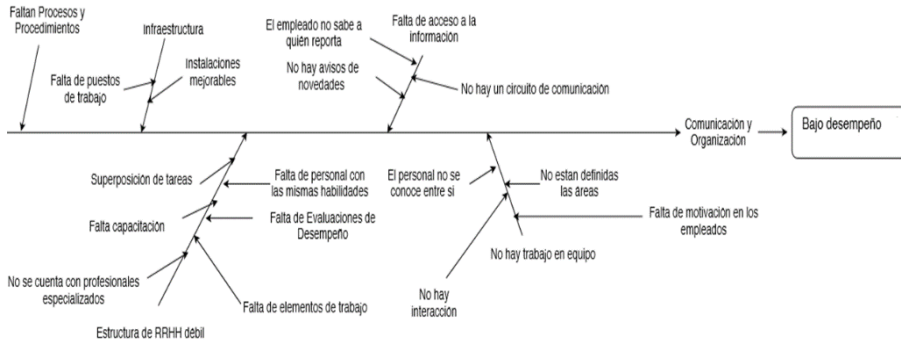 Faltan Procesos y
Procedimientos
Infraestructura
Falta de puestos
de trabajo
Instalaciones
mejorables
El empleado no sabe a
quién reporta
Falta de acceso a la
información
No hay avisos de
novedades
No hay un circuito de comunicación
Comunicación y
Organización
Bajo desempeño
Superposición de tareas
Falta de personal con
las mismas habilidades
Falta capacitación
Falta de Evaluaciones de
Desempeño
No se cuenta con profesionales
especializados
Falta de elementos de trabajo
Estructura de RRHH débil
El personal no se
conoce entre si
No estan definidas
las áreas
Falta de motivación en los
empleados
No hay trabajo en equipo
No hay
interacción